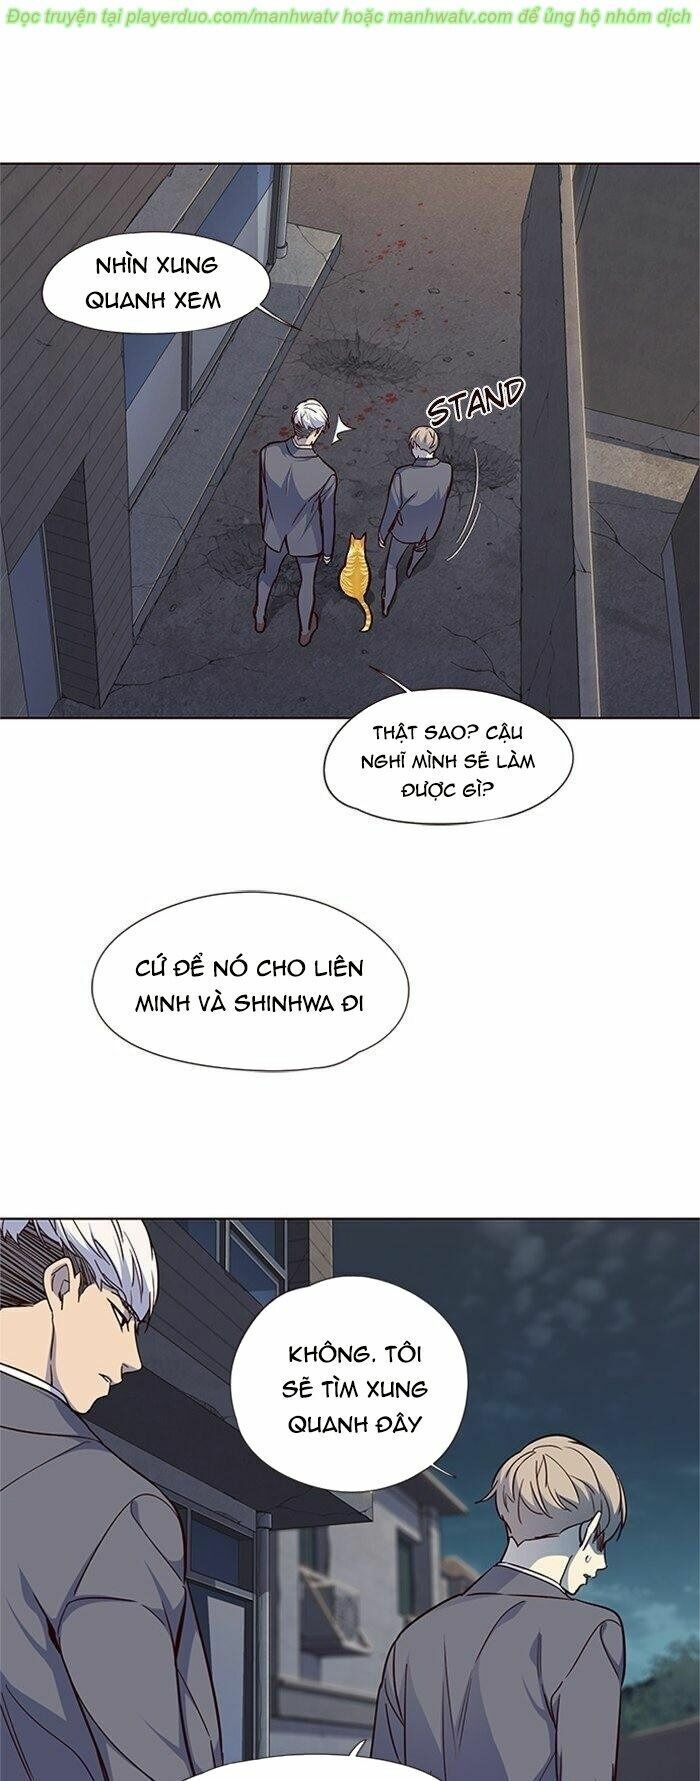 Đọc truyện tại playerduo.com/manhwatv hoặc manhwatv.com để ủng hộ nhóm dịch
NHÌN XUNG
QUANH XEM
STAND
THẬT SAO? CẬU
NGHĨ MÌNH SẼ LÀM
ĐƯỢC GÌ?
CỨ ĐỂ NÓ CHO LIÊN
MINH VÀ SHINHWA ĐI
KHÔNG. TÔI
SẼ TÌM XUNG
QUANH ĐÂY